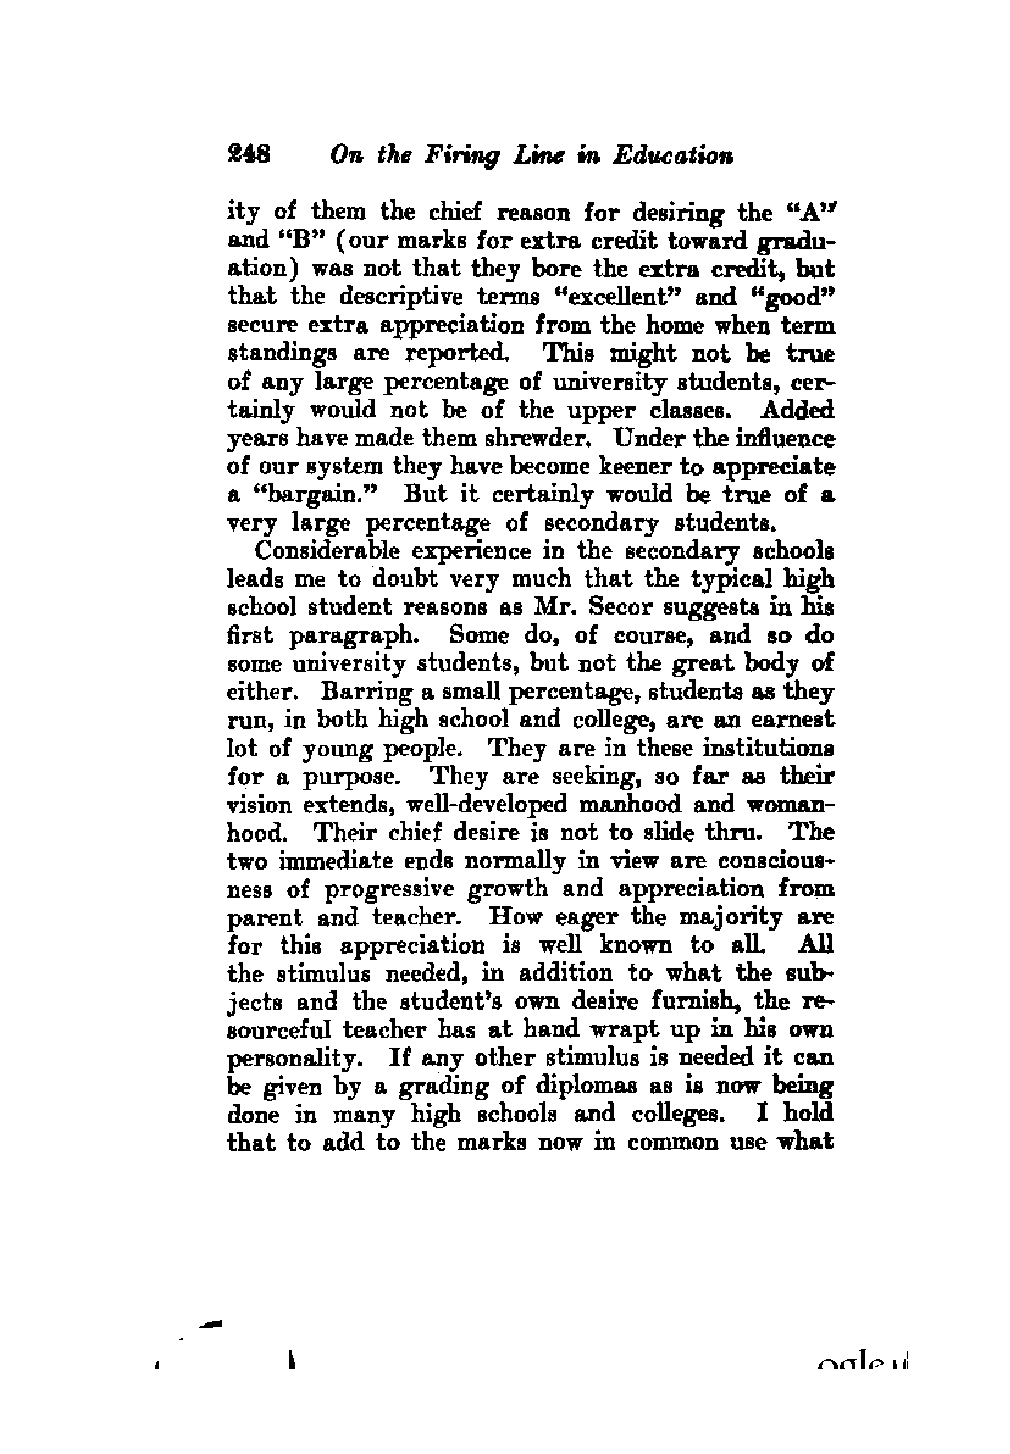 248 On the Firing Line in Education
ity of them the chief reason for desiring the "A"
and "B" (our marks for extra credit toward gradu-
ation) was not that they bore the extra credit, but
that the descriptive terms "excellent" and "good"
secure extra appreciation from the home when term
standings are reported. This might not be true
of any large percentage of university students, cer-
tainly would not be of the upper classes. Added
years have made them shrewder. Under the influence
of our system they have become keener to appreciate
a "bargain." But it certainly would be true of a
very large percentage of secondary students.
Considerable experience in the secondary schools
leads me to doubt very much that the typical high
school student reasons as Mr. Secor suggests in his
first paragraph. Some do, of course, and so do
some university students, but not the great body of
either. Barring a small percentage, students as they
run, in both high school and college, are an earnest
lot of young people. They are in these institutions
for a purpose. They are seeking, so far as their
vision extends, well-developed manhood and woman-
hood. Their chief desire is not to slide thru. The
two immediate ends normally in view are conscious-
ness of progressive growth and appreciation from
parent and teacher. How eager the majority are
for this appreciation is well known to all. All
the stimulus needed, in addition to what the sub-
jects and the student's own desire furnish, the re-
sourceful teacher has at hand wrapt up in his own
personality. If any other stimulus is needed it can
be given by a grading of diplomas as is now being
done in many high schools and colleges. I hold
that to add to the marks now in common use what